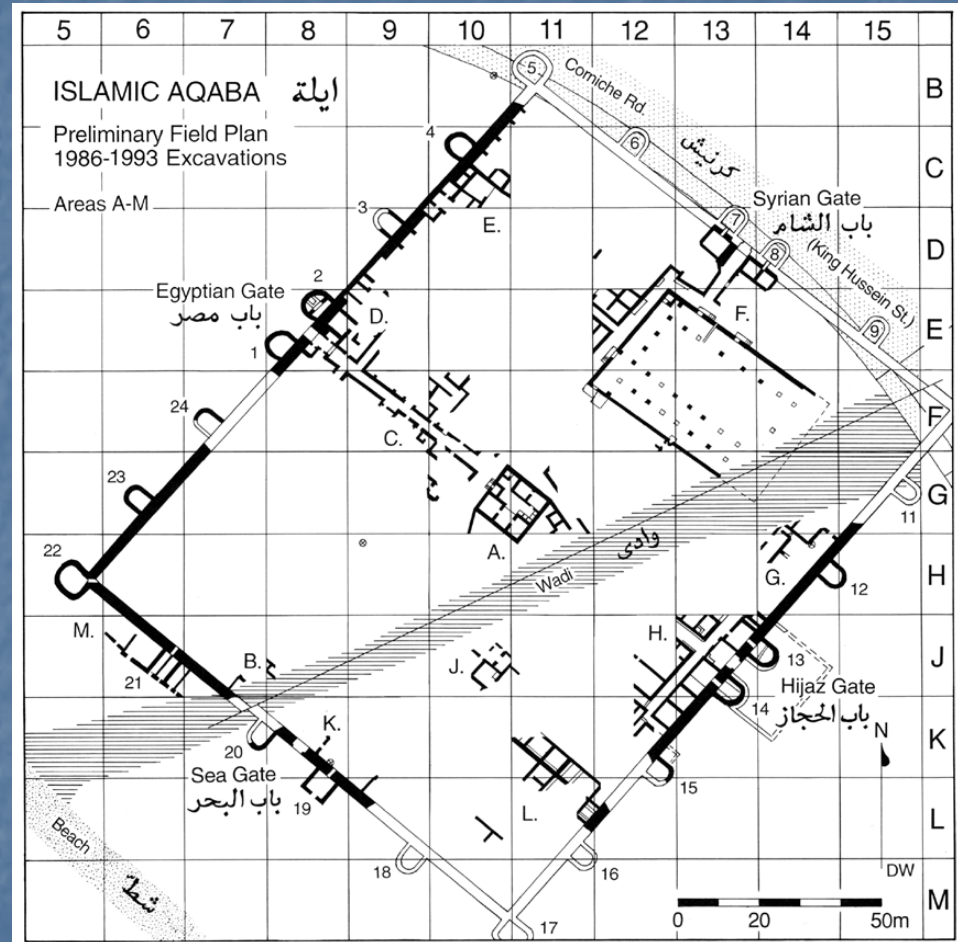 5 6 7 8 9 10 11 12 13 14 15
ISLAMIC AQABA ايلة
Preliminary Field Plan
1986-1993 Excavations
Areas A-M
B
C
D
E
F
G
H
J
K
L
M
5
Corniche Rd.
كرنيش
6
4
Syrian Gate
باب الشام
(King Hussein St.)
7
8
9
3
E.
F.
2
Egyptian Gate
باب مصر
D.
1
24
C.
23
11
A.
وادى
Wadi
G.
12
22
M.
H.
13
B.
J.
21
Hijaz Gate
باب الحجاز
14
N
K.
20
15
Sea Gate
باب البحر
19
L.
Beach
شط
18
16
17
DW
0 20 50m